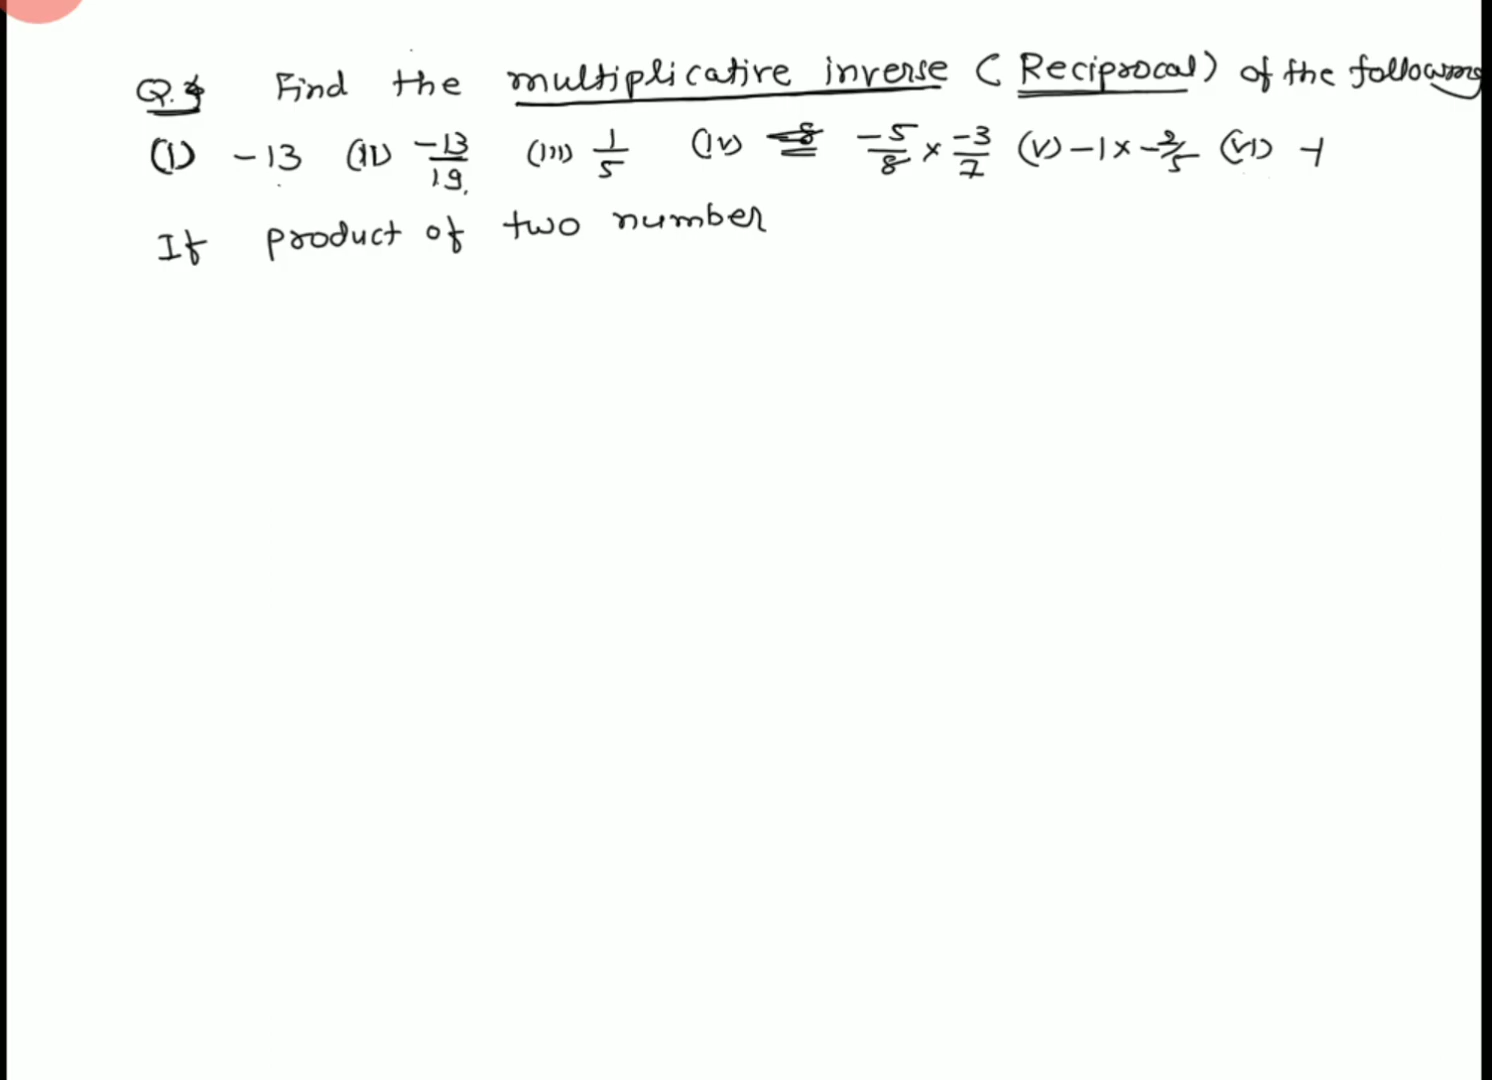 Q.4 Find the multiplicative inverse (Reciprocal) of the following
(i) -13 (ii) -13/19 (iii) 1/5 (iv) -5/8 × -3/7 (v) -1 × -2/5 (vi) -1
If product of two number